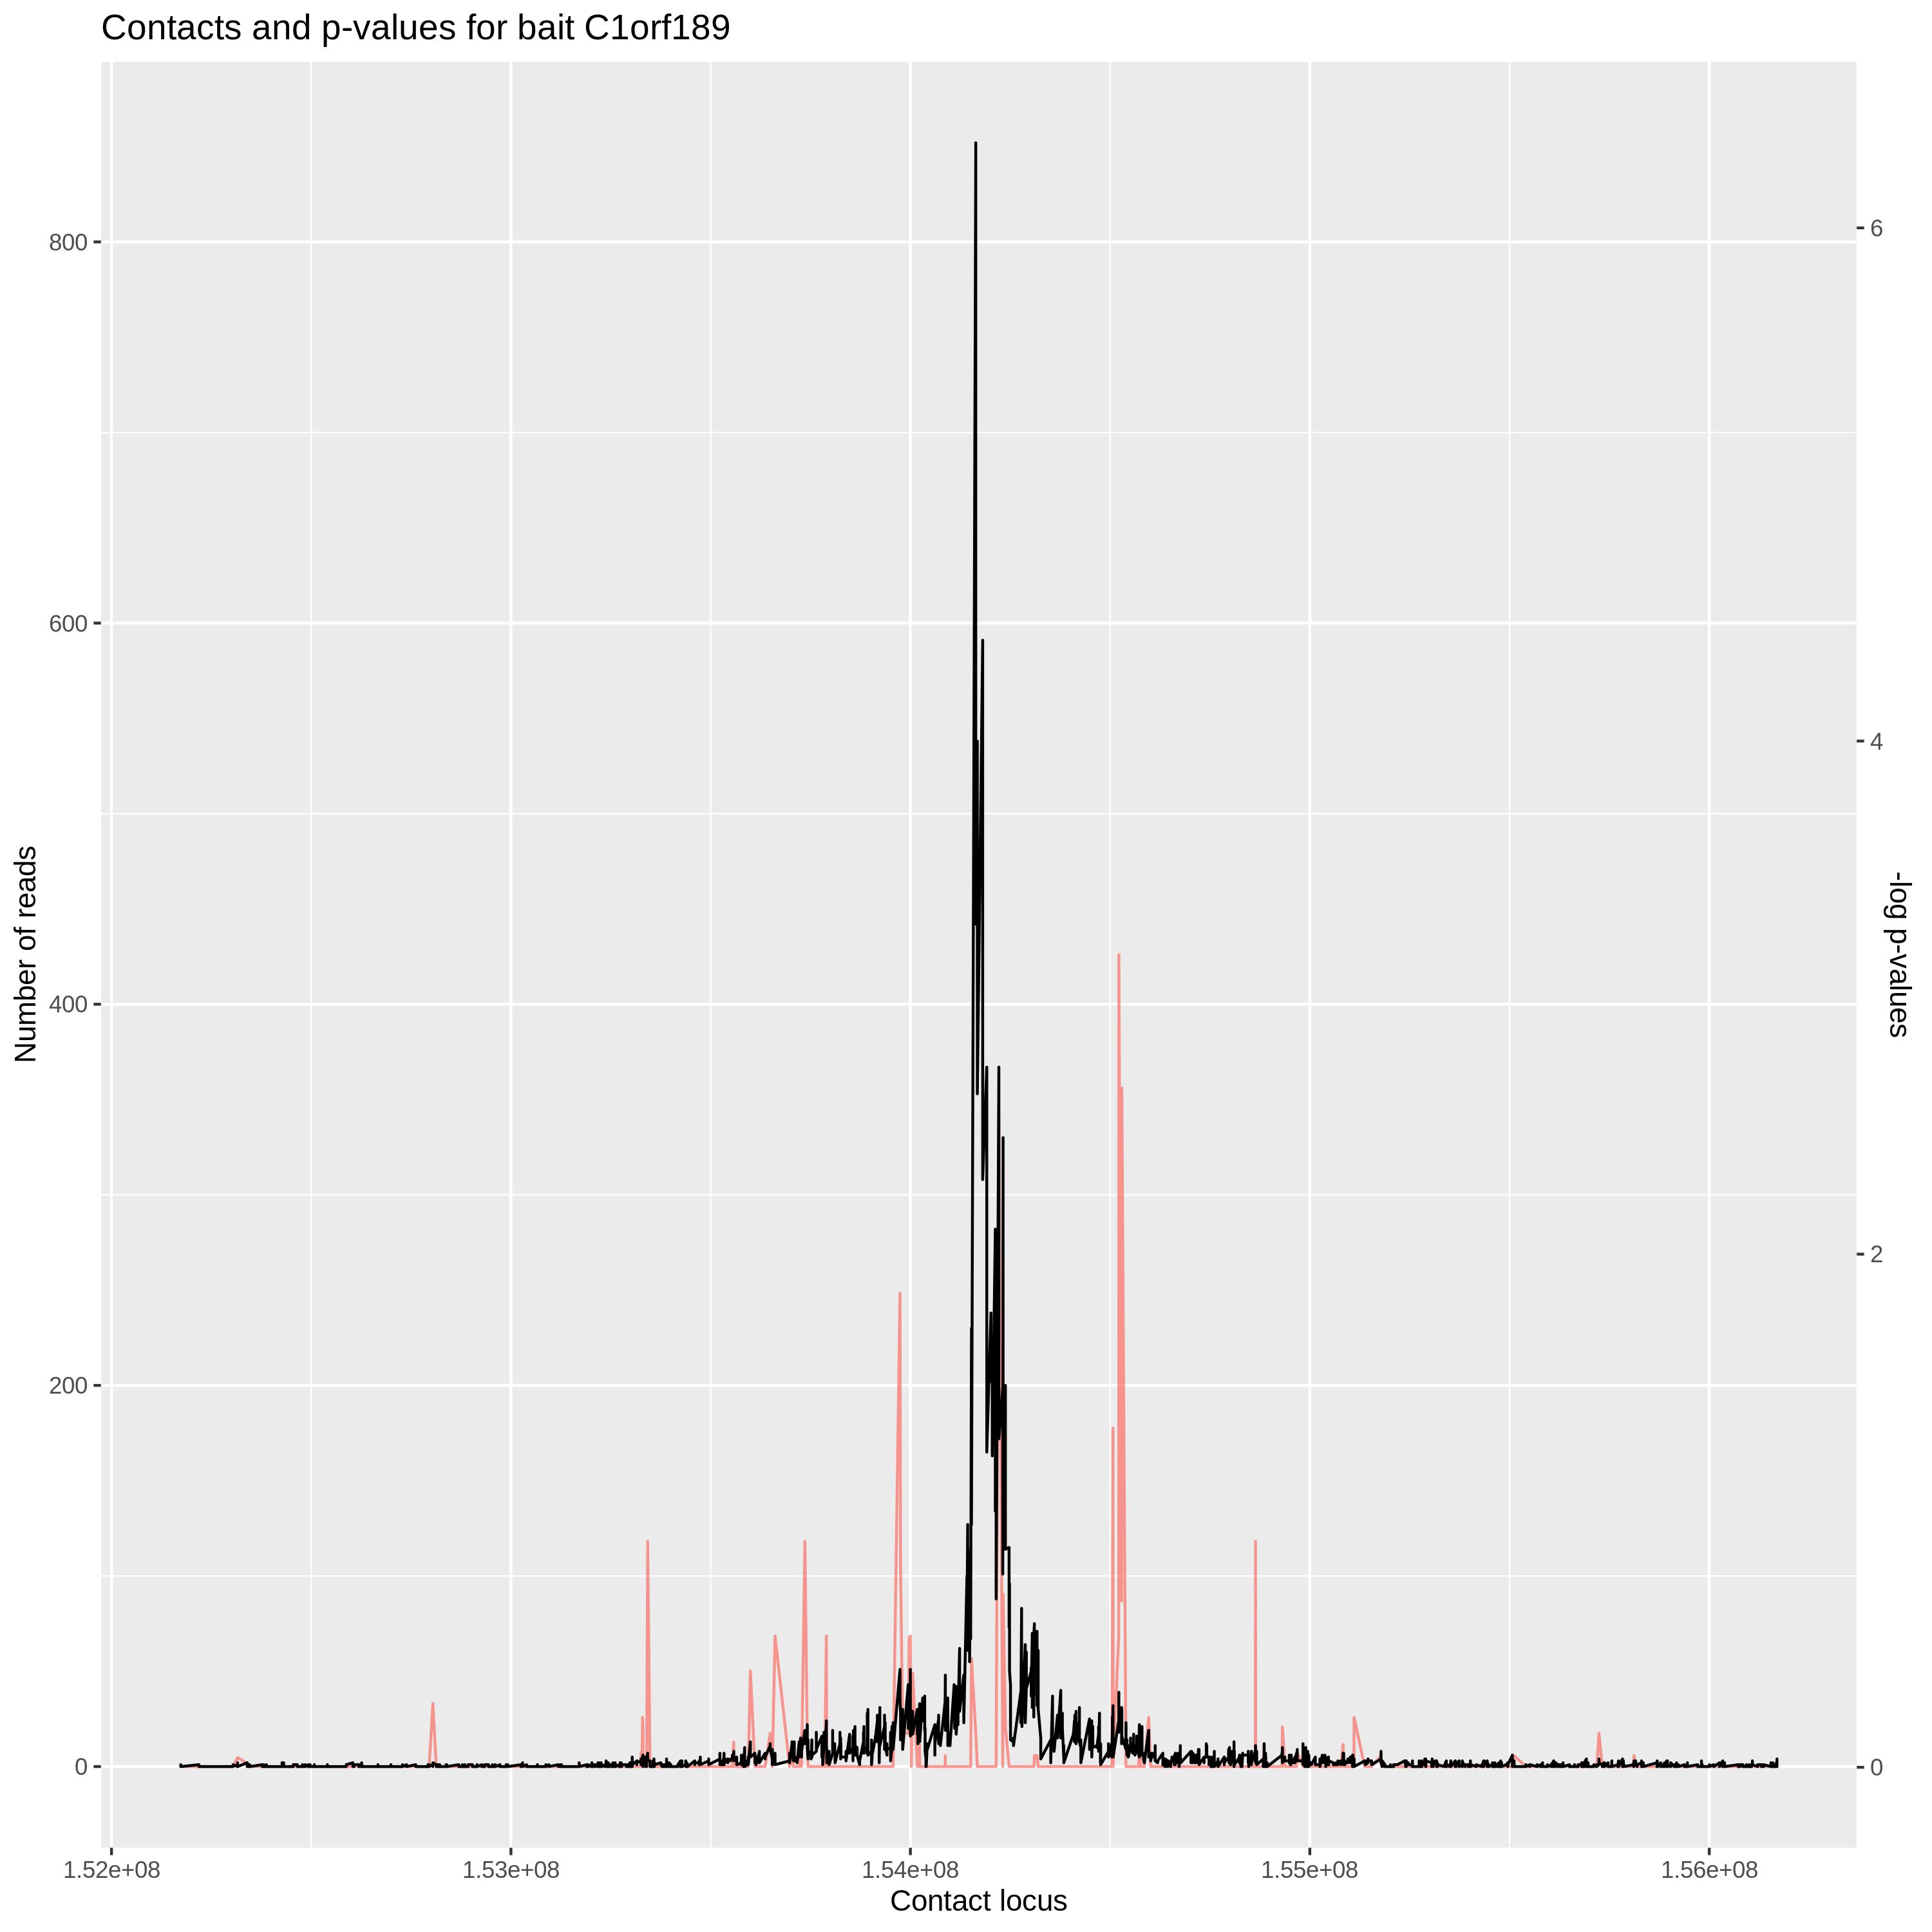 Contacts and p-values for bait C1orf189
800
600
400
200
0
6
4
2
0
Number of reads
-log p-values
1.52e+08 1.53e+08 1.54e+08 1.55e+08 1.56e+08
Contact locus